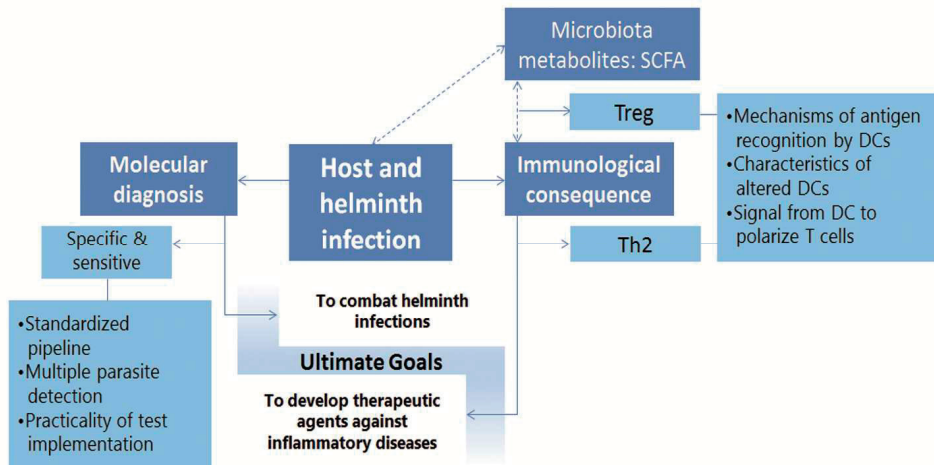 Microbiota
metabolites: SCFA
Treg
•Mechanisms of antigen
recognition by DCs
•Characteristics of
altered DCs
•Signal from DC to
polarize T cells
Molecular
diagnosis
Host and
helminth
infection
Immunological
consequence
Th2
Specific &
sensitive
•Standardized
pipeline
•Multiple parasite
detection
•Practicality of test
implementation
To combat helminth
infections
Ultimate Goals
To develop therapeutic
agents against
inflammatory diseases